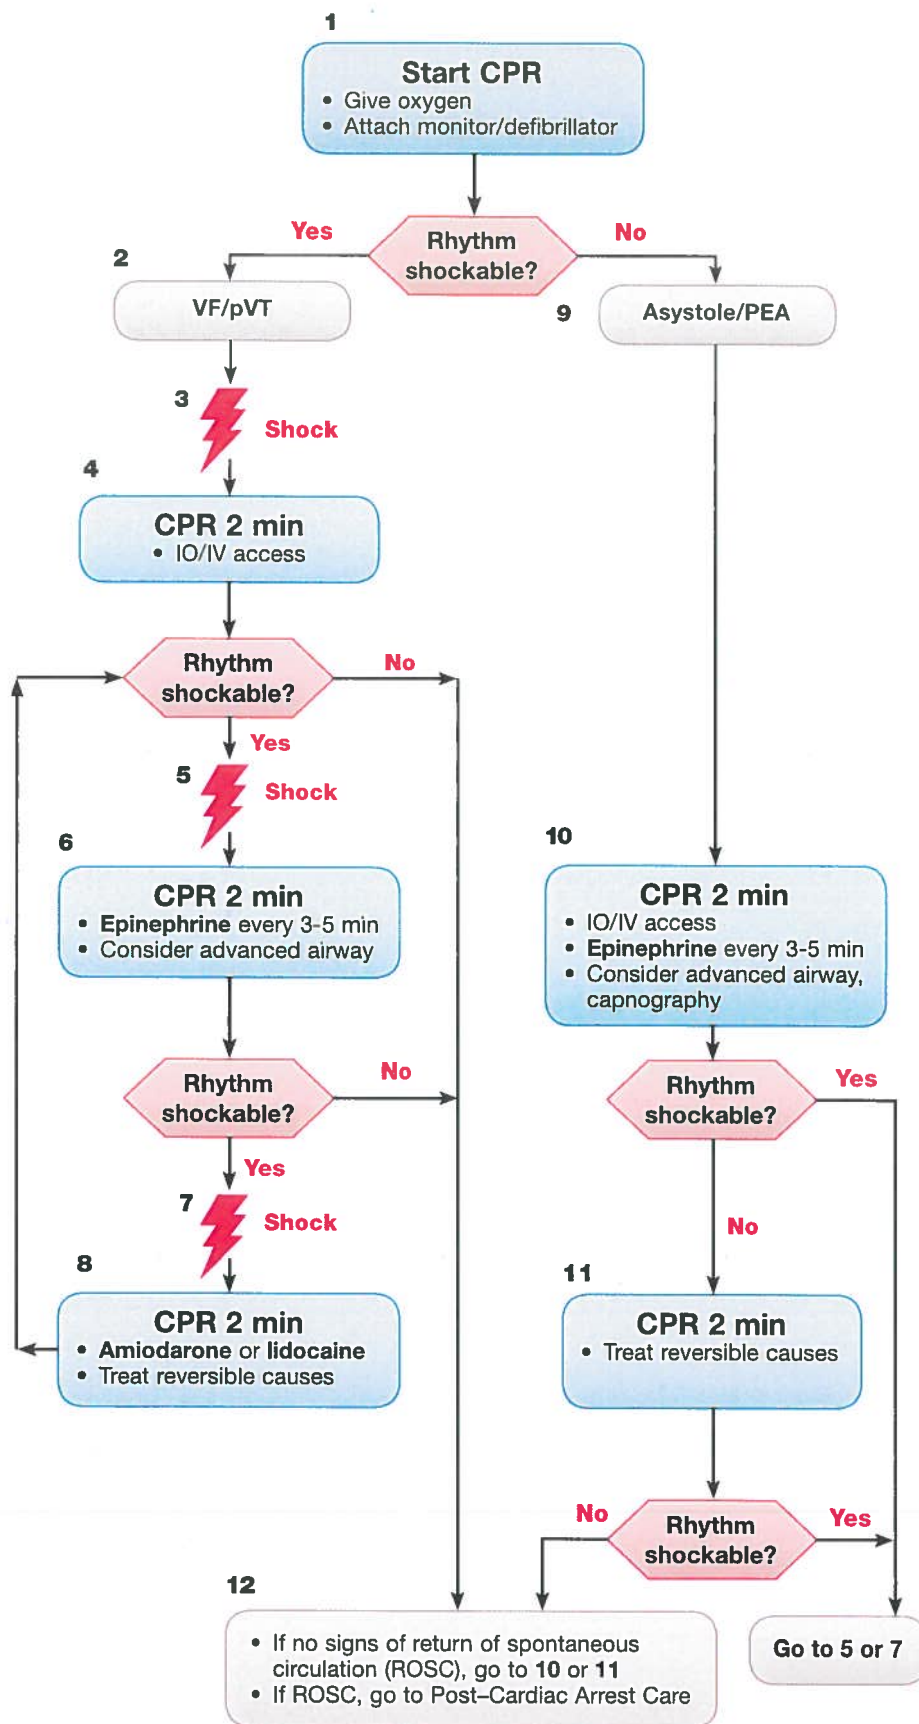 1
Start CPR
• Give oxygen
• Attach monitor/defibrillator
Yes
Rhythm
shockable?
No
2
VF/pVT
9
Asystole/PEA
3
Shock
4
CPR 2 min
• IO/IV access
Rhythm
shockable?
No
Yes
5
Shock
6
CPR 2 min
• Epinephrine every 3-5 min
• Consider advanced airway
10
CPR 2 min
• IO/IV access
• Epinephrine every 3-5 min
• Consider advanced airway,
capnography
Rhythm
shockable?
No
Rhythm
shockable?
Yes
Yes
7
Shock
No
8
CPR 2 min
• Amiodarone or lidocaine
• Treat reversible causes
11
CPR 2 min
• Treat reversible causes
No
Rhythm
shockable?
Yes
12
• If no signs of return of spontaneous
circulation (ROSC), go to 10 or 11
• If ROSC, go to Post–Cardiac Arrest Care
Go to 5 or 7